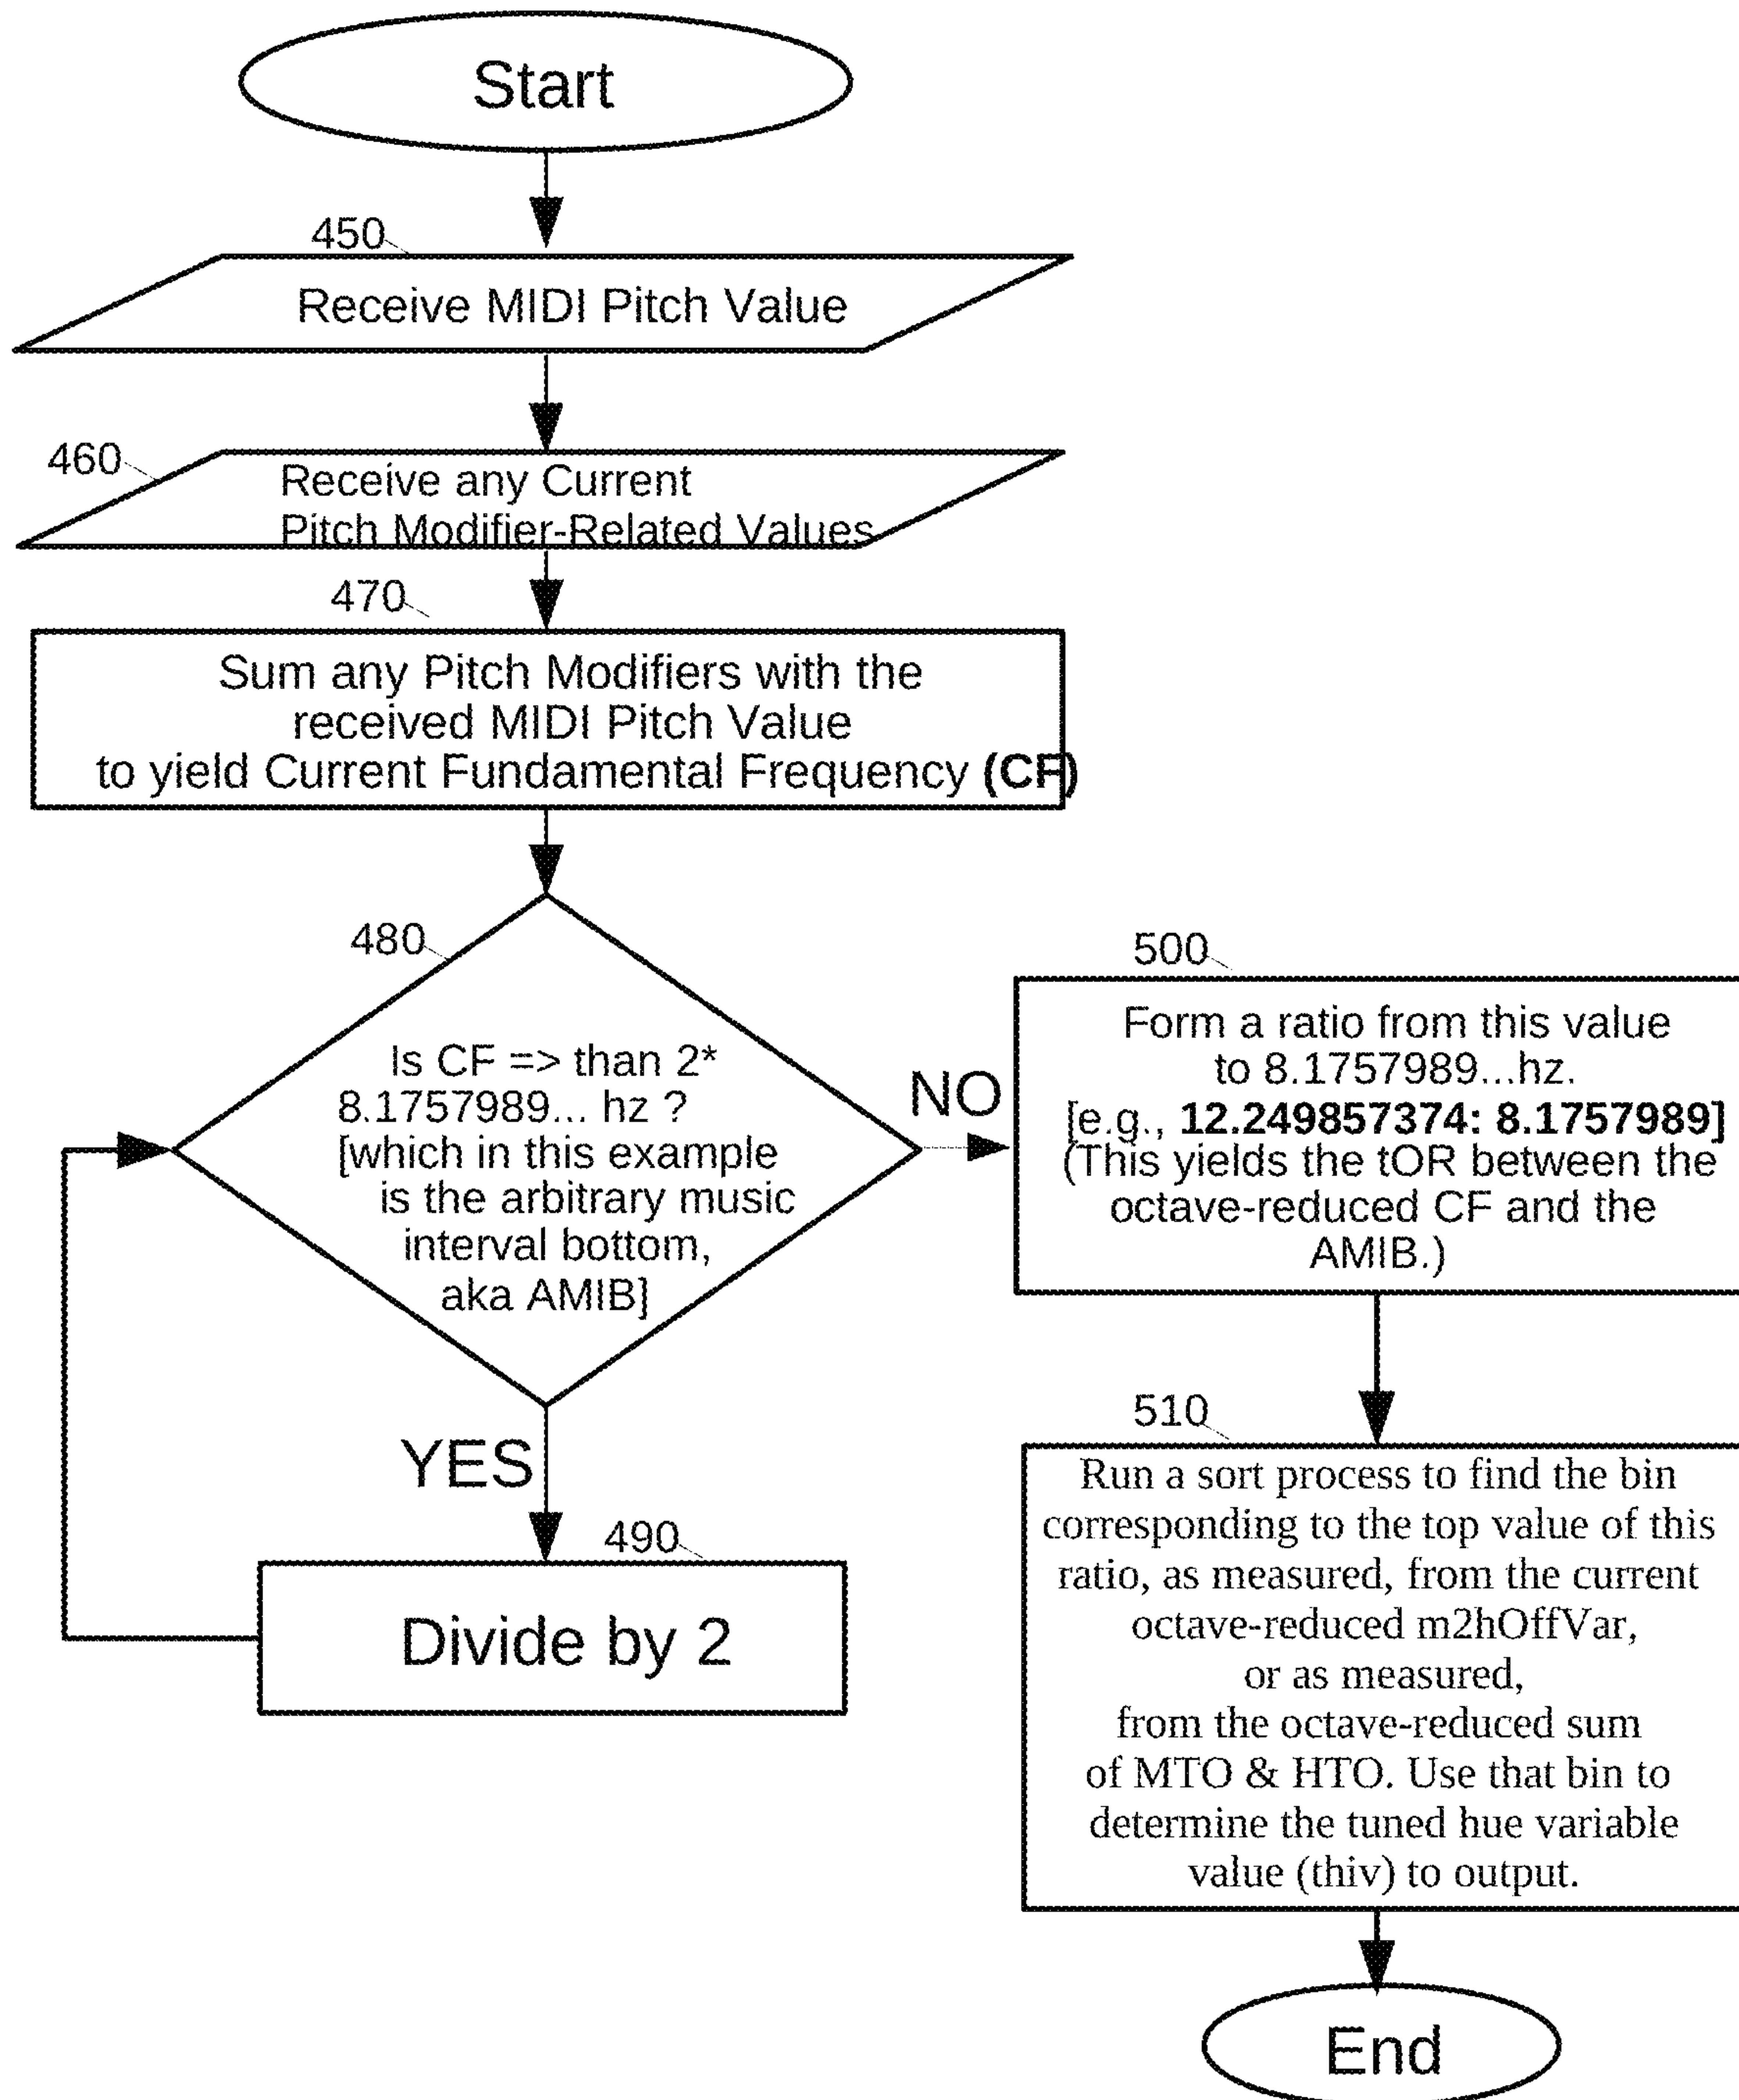 Start
450
Receive MIDI Pitch Value
460
Receive any Current
Pitch Modifier-Related Values
470
Sum any Pitch Modifiers with the
received MIDI Pitch Value
to yield Current Fundamental Frequency (CF)
480
Is CF => than 2*
8.1757989... hz ?
[which in this example
is the arbitrary music
interval bottom,
aka AMIB]
NO
YES
490
Divide by 2
500
Form a ratio from this value
to 8.1757989...hz.
[e.g., 12.249857374: 8.1757989]
(This yields the tOR between the
octave-reduced CF and the
AMIB.)
510
Run a sort process to find the bin
corresponding to the top value of this
ratio, as measured, from the current
octave-reduced m2hOffVar,
or as measured,
from the octave-reduced sum
of MTO & HTO. Use that bin to
determine the tuned hue variable
value (thiv) to output.
End